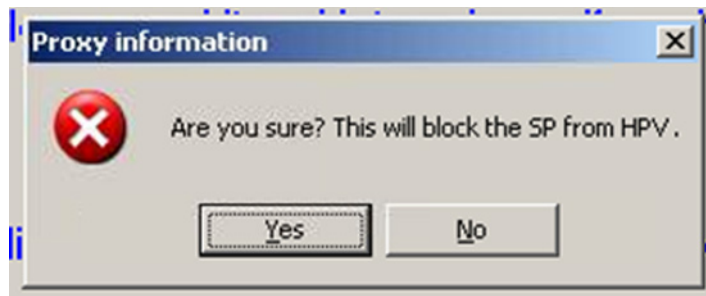 Proxy information
Are you sure? This will block the SP from HPV.
Yes
No